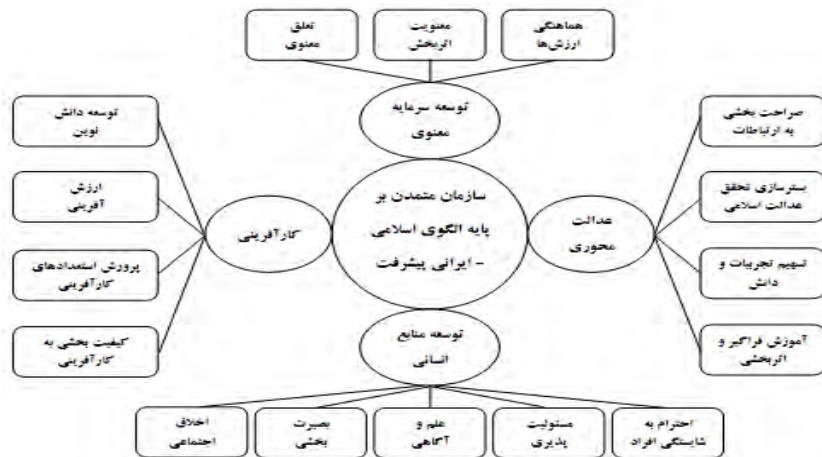 هماهنگی
ارزش‌ها
معنویت
اثربخش
تعلق
معنوی
توسعه سرمایه
معنوی
صراحت بخشی
به ارتباطات
بسترسازی تحقق
عدالت اسلامی
تسهیم تجربیات و
دانش
آموزش فراگیر و
اثربخشی
عدالت
محوری
سازمان متمدن بر
پایه الگوی اسلامی
- ایرانی پیشرفت
کارآفرینی
توسعه دانش
نوین
ارزش
آفرینی
پرورش استعدادهای
کارآفرینی
کیفیت بخشی به
کارآفرینی
توسعه منابع
انسانی
احترام به
شایستگی افراد
مسئولیت
پذیری
علم و
آگاهی
بصیرت
بخشی
اخلاق
اجتماعی